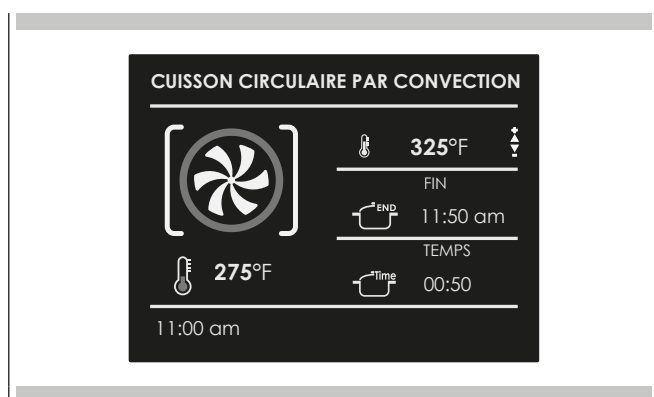 CUISSON CIRCULAIRE PAR CONVECTION
325°F
FIN
END
11:50 am
TEMPS
Time
00:50
275°F
11:00 am